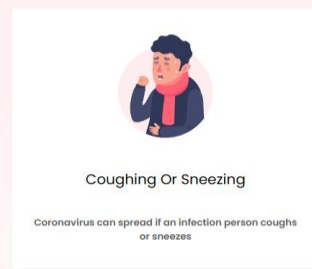 Coughing Or Sneezing
Coronavirus can spread if an infection person coughs
or sneezes